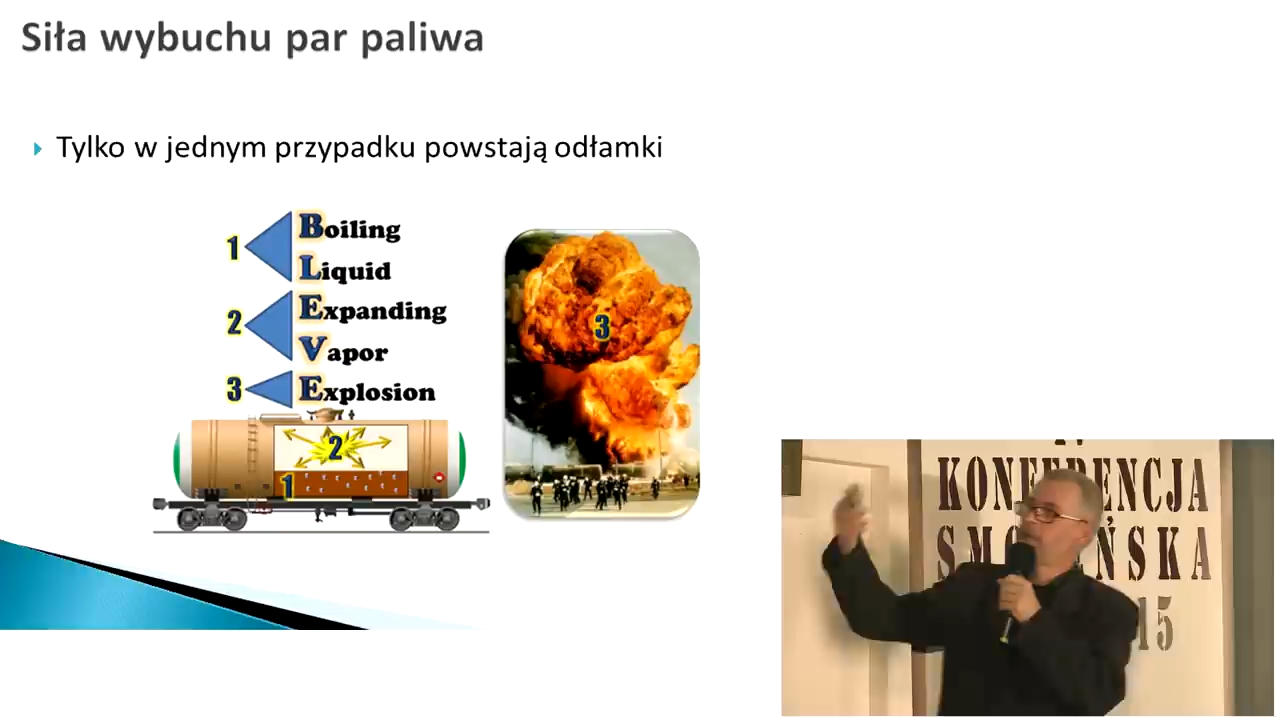 Siła wybuchu par paliwa
Tylko w jednym przypadku powstają odłamki
1
Boiling
Liquid
2
Expanding
Vapor
3
Explosion
2
1
3
KONFERENCJA
15